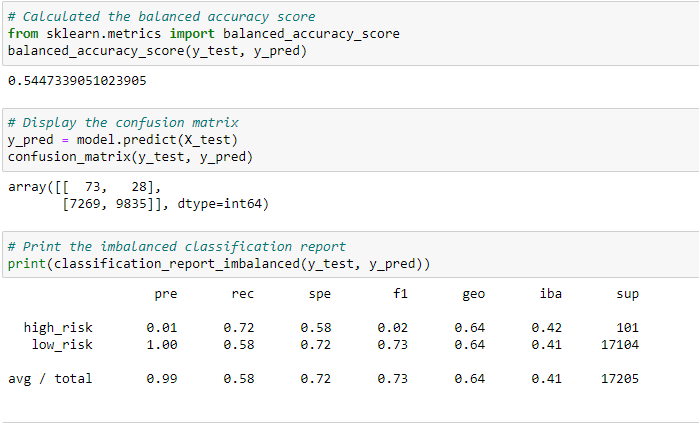 # Calculated the balanced accuracy score
from sklearn.metrics import balanced_accuracy_score
balanced_accuracy_score(y_test, y_pred)
0.5447339051023905
# Display the confusion matrix
y_pred = model.predict(X_test)
confusion_matrix(y_test, y_pred)
array([[  73,   28],
       [7269, 9835]], dtype=int64)
# Print the imbalanced classification report
print(classification_report_imbalanced(y_test, y_pred))
                   pre       rec       spe        f1       geo       iba       sup
  high_risk       0.01      0.72      0.58      0.02      0.64      0.42       101
   low_risk       1.00      0.58      0.72      0.73      0.64      0.41     17104
avg / total       0.99      0.58      0.72      0.73      0.64      0.41     17205